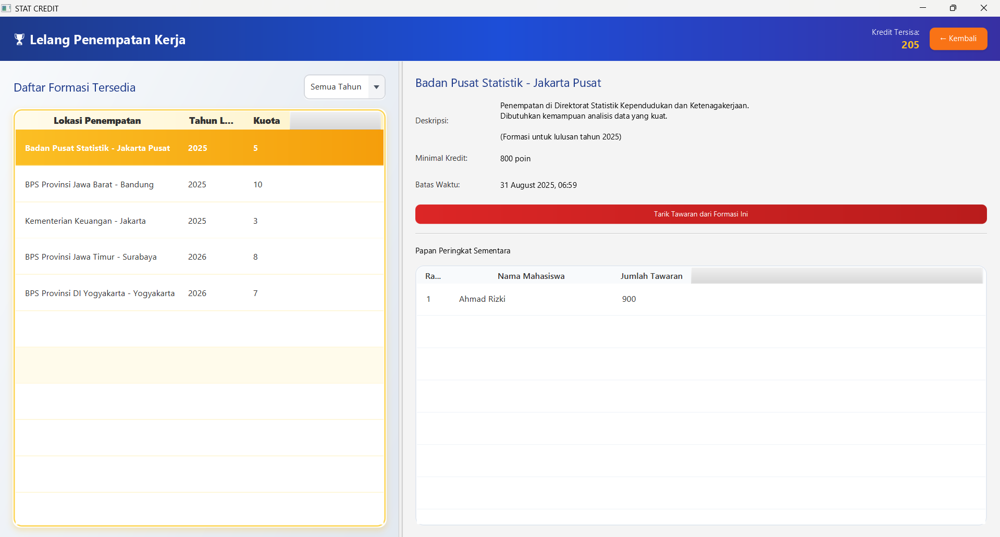 STAT CREDIT
Lelang Penempatan Kerja
Kredit Tersisa:
205
← Kembali
Daftar Formasi Tersedia
Semua Tahun
Lokasi Penempatan Tahun L... Kuota
Badan Pusat Statistik - Jakarta Pusat 2025 5
BPS Provinsi Jawa Barat - Bandung 2025 10
Kementerian Keuangan - Jakarta 2025 3
BPS Provinsi Jawa Timur - Surabaya 2026 8
BPS Provinsi DI Yogyakarta - Yogyakarta 2026 7
Badan Pusat Statistik - Jakarta Pusat
Deskripsi:
Penempatan di Direktorat Statistik Kependudukan dan Ketenagakerjaan.
Dibutuhkan kemampuan analisis data yang kuat.
(Formasi untuk lulusan tahun 2025)
Minimal Kredit: 800 poin
Batas Waktu: 31 August 2025, 06:59
Tarik Tawaran dari Formasi Ini
Papan Peringkat Sementara
Ra... Nama Mahasiswa Jumlah Tawaran
1 Ahmad Rizki 900